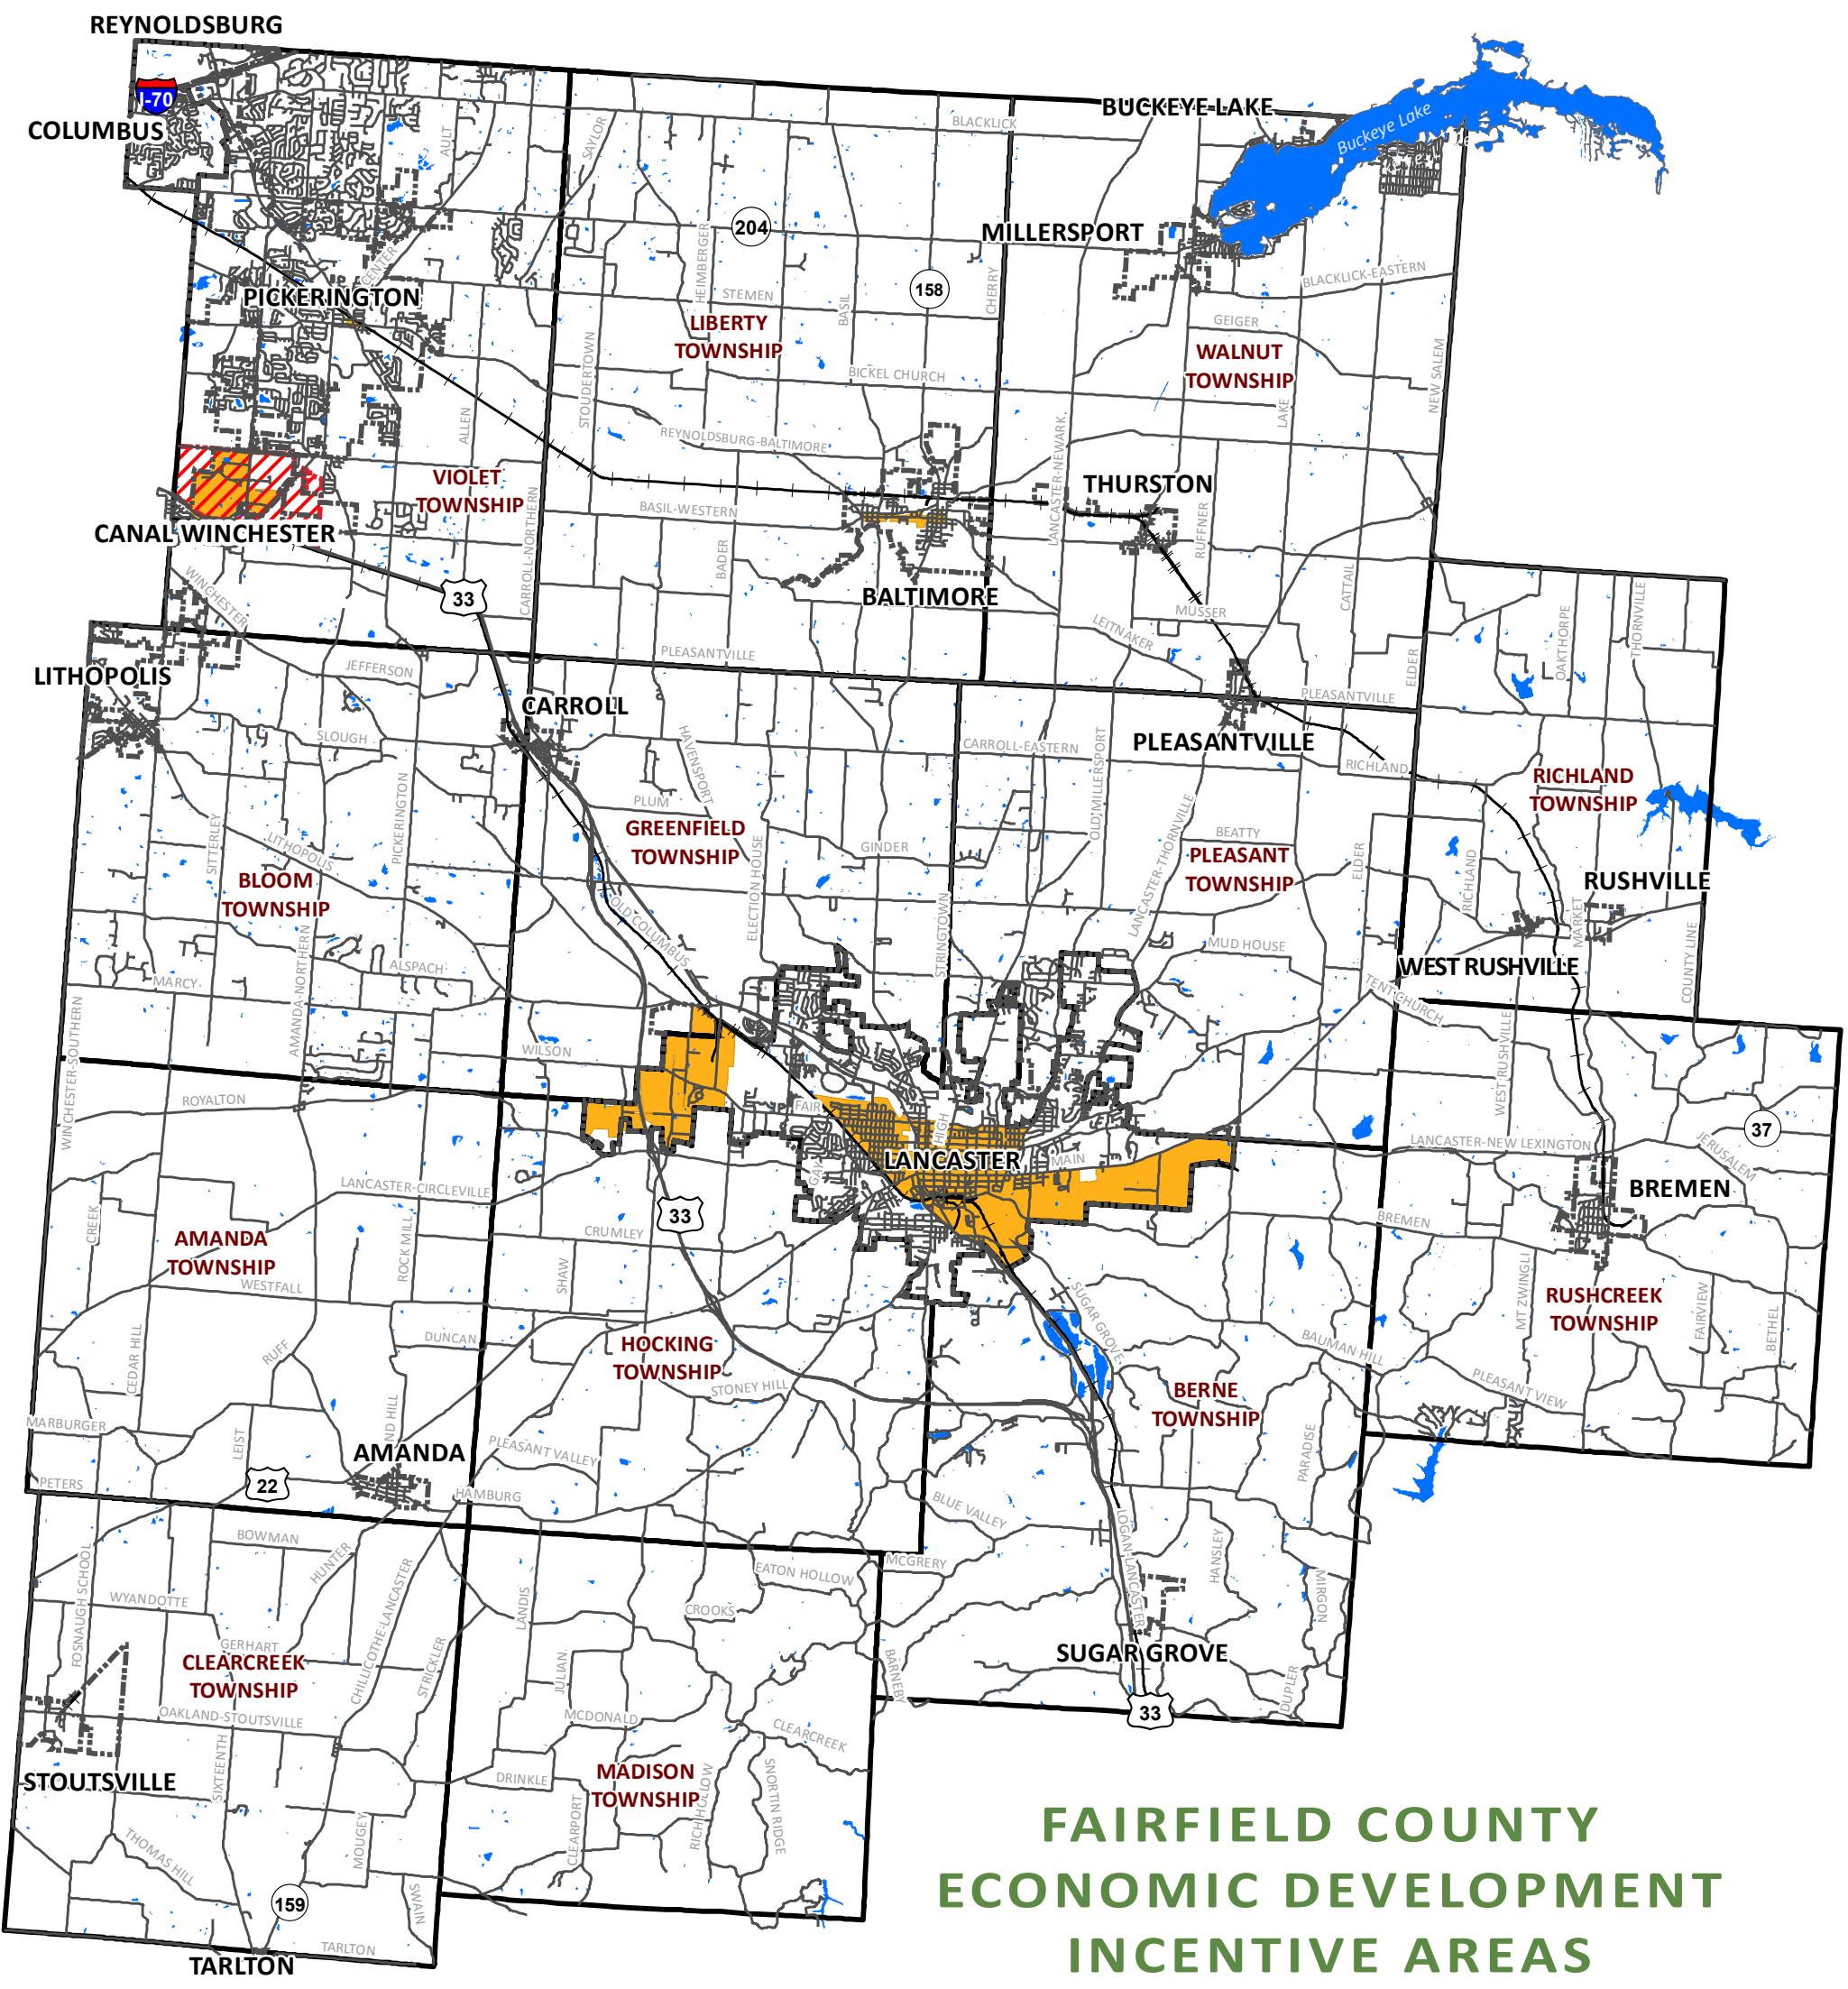 REYNOLDSBURG
I-70
COLUMBUS
AULT
SAYLOR
BLACKLICK
BUCKEYE LAKE
Buckeye Lake
204
HEIMBERGER
CENTER
MILLERSPORT
158
CHERRY
BLACKLICK-EASTERN
PICKERINGTON
STEMEN
BASIL
LIBERTY
TOWNSHIP
GEIGER
WALNUT
TOWNSHIP
NEW SALEM
STOUDERTOWN
BICKEL CHURCH
LAKE
ALLEN
REYNOLDSBURG-BALTIMORE
LANCASTER-NEWARK
VIOLET
TOWNSHIP
THURSTON
CANAL WINCHESTER
CARROLL-NORTHERN
BASIL-WESTERN
BADER
RUFFNER
CATTAIL
WINCHESTER
33
BALTIMORE
MUSSER
LEITNAKER
OAKTHORPE
THORNVILLE
LITHOPOLIS
JEFFERSON
PLEASANTVILLE
ELDER
PLEASANTVILLE
CARROLL
SLOUGH
HAVENSPORT
CARROLL-EASTERN
OLD MILLERSPORT
PLEASANTVILLE
RICHLAND
RICHLAND
TOWNSHIP
PICKERINGTON
PLUM
SITTERLEY
LITHOPOLIS
GREENFIELD
TOWNSHIP
ELECTION HOUSE
GINDER
LANCASTER-THORNVILLE
BEATTY
PLEASANT
TOWNSHIP
ELDER
RICHLAND
BLOOM
TOWNSHIP
RUSHVILLE
OLD COLUMBUS
STRINGTOWN
MARKET
COUNTY LINE
AMANDA-NORTHERN
ALSPACH
MUD HOUSE
WEST RUSHVILLE
MARCY
TENT CHURCH
WINCHESTER-SOUTHERN
WILSON
WEST RUSHVILLE
ROYALTON
FAIR
HIGH
37
LANCASTER-NEW LEXINGTON
JERUSALEM
LANCASTER
MAIN
GAY
LANCASTER-CIRCLEVILLE
BREMEN
CREEK
ROCK MILL
33
CRUMLEY
BREMEN
AMANDA
TOWNSHIP
WESTFALL
SHAW
SUGAR GROVE
MT ZWINGLI
RUSHCREEK
TOWNSHIP
FAIRVIEW
BETHEL
CEDAR HILL
RUFF
DUNCAN
HOCKING
TOWNSHIP
BAUMAN HILL
STONEY HILL
BERNE
TOWNSHIP
PLEASANT VIEW
MARBURGER
LEIST
AMANDA
PLEASANT VALLEY
PARADISE
PETERS
22
HAMBURG
BLUE VALLEY
BOWMAN
HUNTER
LOGAN-LANCASTER
HANSLEY
MCGRERY
EATON HOLLOW
FOSNAUGH SCHOOL
WYANDOTTE
CHILLICOTHE-LANCASTER
LANDIS
CROOKS
MIRGON
GERHART
CLEARCREEK
TOWNSHIP
STRICKLER
JULIAN
BARNEBY
SUGAR GROVE
DUPLER
OAKLAND-STOUTSVILLE
MCDONALD
CLEARCREEK
33
STOUTSVILLE
SIXTEENTH
DRINKLE
MADISON
TOWNSHIP
RICH HOLLOW
SNORTIN RIDGE
CLEARPORT
MOUGEY
THOMAS HILL
159
SWAIN
TARLTON
TARLTON
FAIRFIELD COUNTY
ECONOMIC DEVELOPMENT
INCENTIVE AREAS